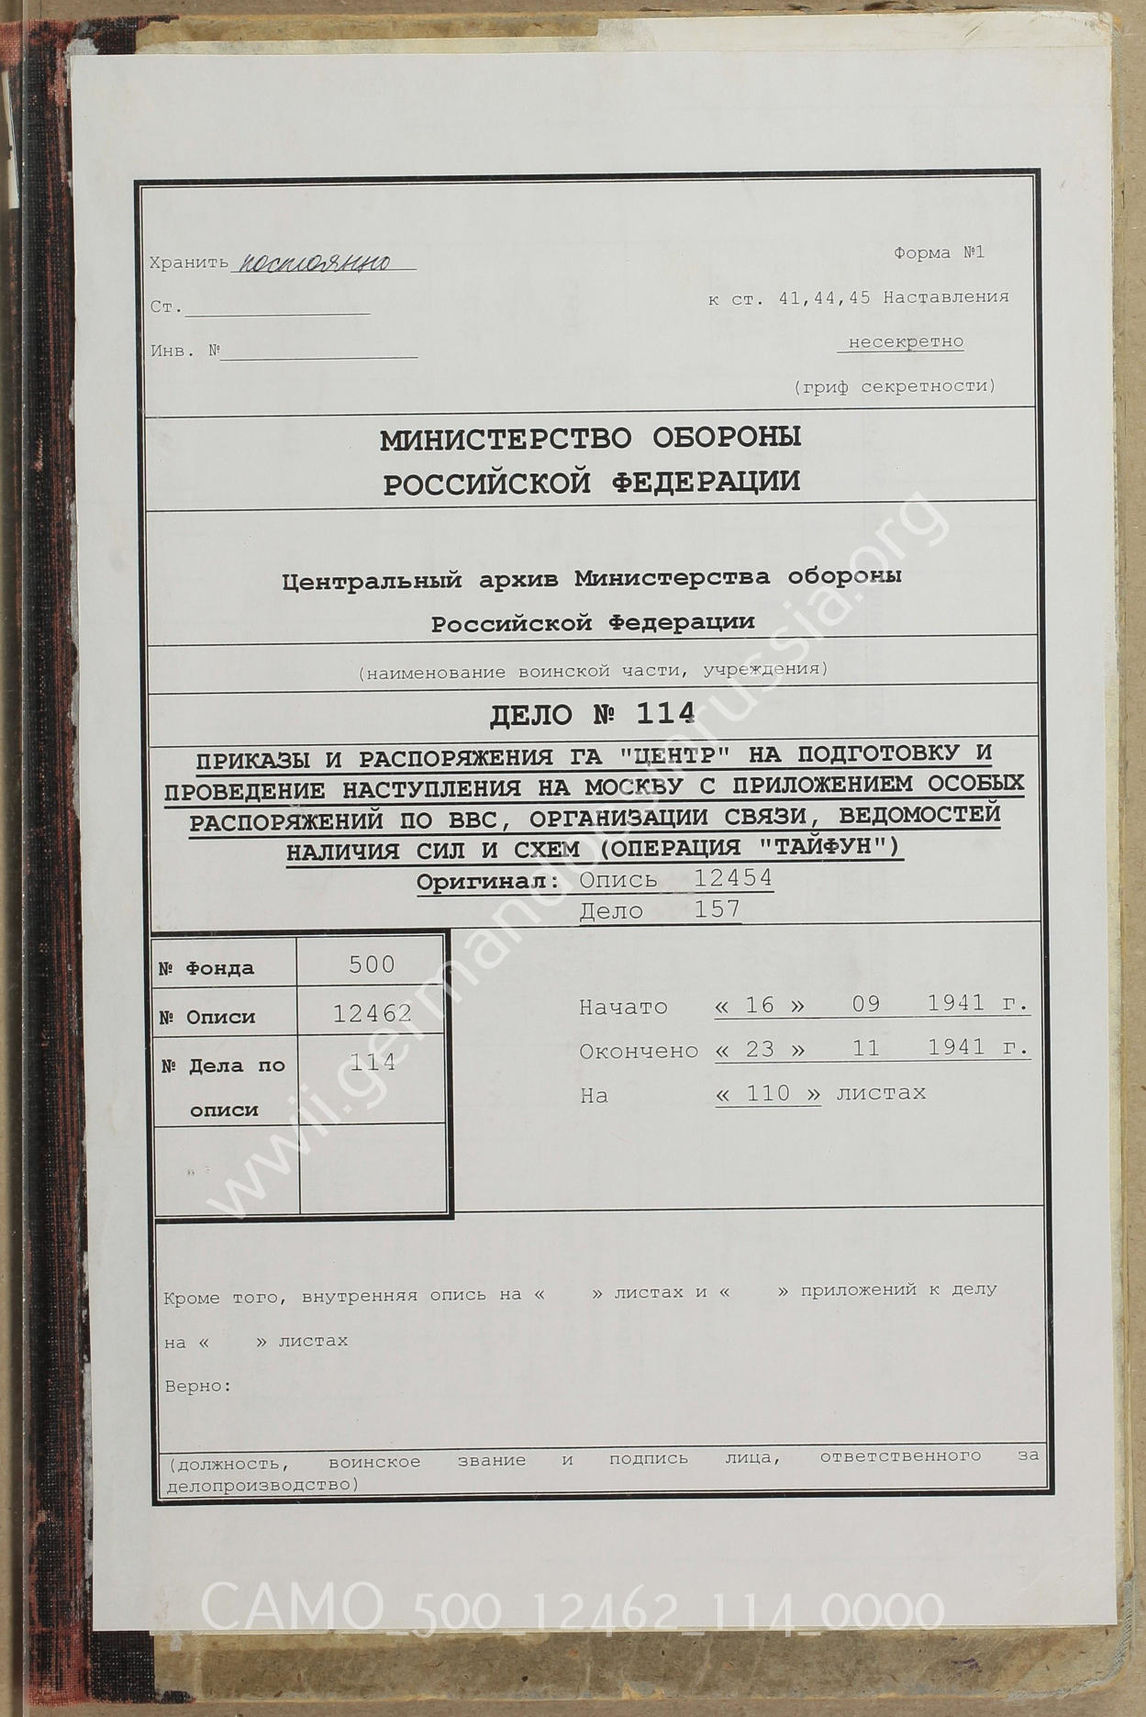 Хранить постоянно
Форма №1
Ст.
к ст. 41,44,45 Наставления
Инв. №
несекретно
(гриф секретности)
МИНИСТЕРСТВО ОБОРОНЫ
РОССИЙСКОЙ ФЕДЕРАЦИИ
Центральный архив Министерства обороны
Российской Федерации
(наименование воинской части, учреждения)
ДЕЛО № 114
ПРИКАЗЫ И РАСПОРЯЖЕНИЯ ГА "ЦЕНТР" НА ПОДГОТОВКУ И
ПРОВЕДЕНИЕ НАСТУПЛЕНИЯ НА МОСКВУ С ПРИЛОЖЕНИЕМ ОСОБЫХ
РАСПОРЯЖЕНИЙ ПО ВВС, ОРГАНИЗАЦИИ СВЯЗИ, ВЕДОМОСТЕЙ
НАЛИЧИЯ СИЛ И СХЕМ (ОПЕРАЦИЯ "ТАЙФУН")
Оригинал: Опись 12454
Дело 157
№ Фонда 500
№ Описи 12462
№ Дела по 114
описи
Начато « 16 » 09 1941 г.
Окончено « 23 » 11 1941 г.
На « 110 » листах
Кроме того, внутренняя опись на « » листах и « » приложений к делу
на « » листах
Верно:
(должность, воинское звание и подпись лица, ответственного за
делопроизводство)
wwii.germandocsinrussia.org
CAMO_500_12462_114_0000